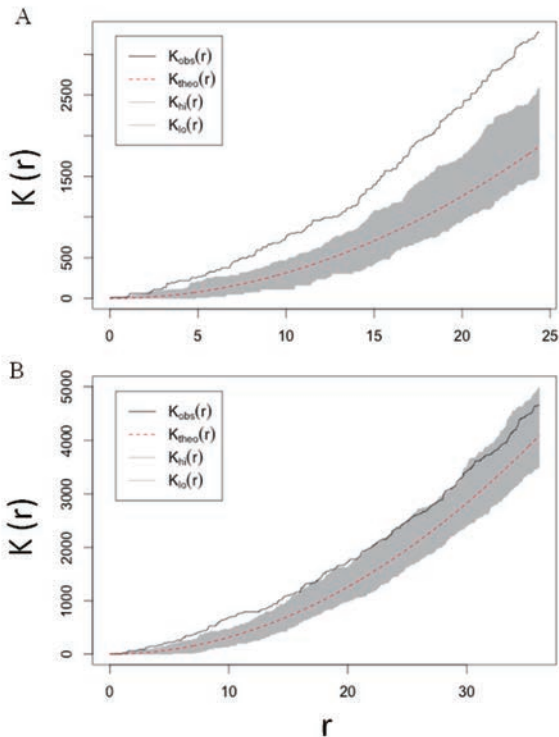 A
K (r)
0 500 1500 2500
Kobs(r)
Ktheo(r)
Khi(r)
Klo(r)
0 5 10 15 20 25
B
K (r)
0 1000 2000 3000 4000 5000
Kobs(r)
Ktheo(r)
Khi(r)
Klo(r)
0 10 20 30
r